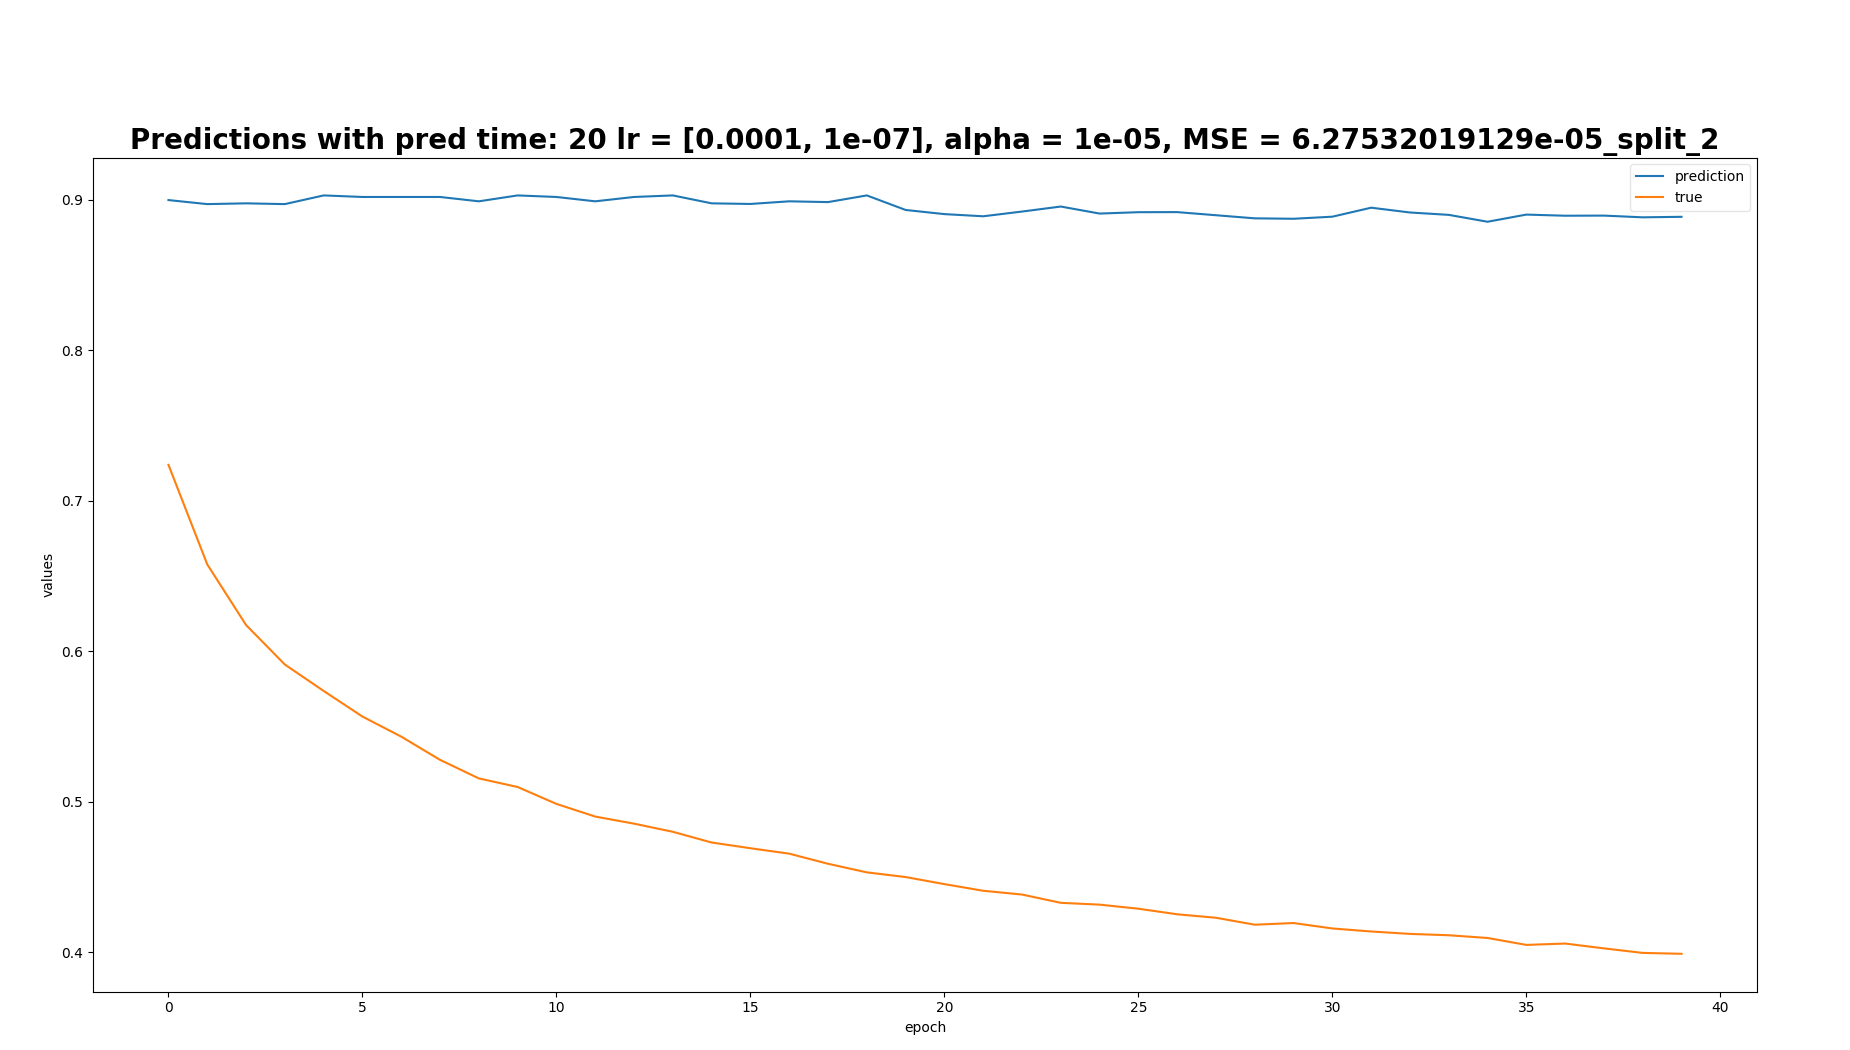 Predictions with pred time: 20 lr = [0.0001, 1e-07], alpha = 1e-05, MSE = 6.27532019129e-05_split_2
prediction
true
0.9
0.8
0.7
0.6
0.5
0.4
values
0 5 10 15 20 25 30 35 40
epoch